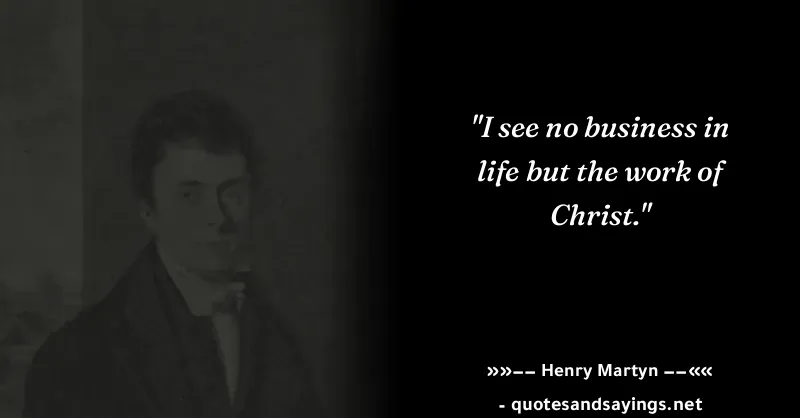 "I see no business in
life but the work of
Christ."
»»–– Henry Martyn ––««
- quotesandsayings.net